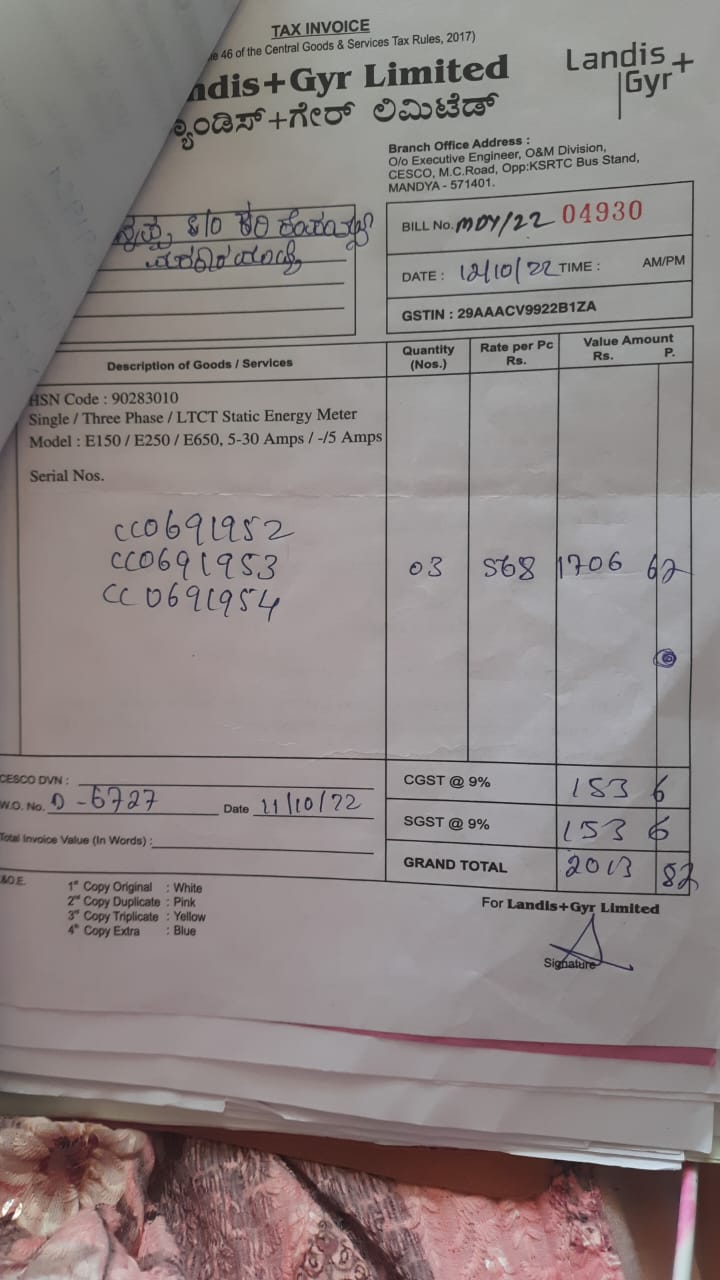 TAX INVOICE
46 of the Central Goods & Services Tax Rules, 2017)
ndis+Gyr Limited
Landis+
Gyr
ಲ್ಯಾಂಡಿಸ್+ಗೇರ್ ಲಿಮಿಟೆಡ್
Branch Office Address :
O/o Executive Engineer, O&M Division,
CESCO, M.C.Road, Opp:KSRTC Bus Stand,
MANDYA - 571401.
S/O ಕರಿ
BILL No. MDY/22 04930
DATE : 12/10/22 TIME : AM/PM
GSTIN : 29AAACV9922B1ZA
Description of Goods / Services
Quantity
(Nos.)
Rate per Pc
Rs.
Value Amount
Rs. P.
HSN Code : 90283010
Single / Three Phase / LTCT Static Energy Meter
Model : E150 / E250 / E650, 5-30 Amps / -/5 Amps
Serial Nos.
CC0691952
CC0691953 03 568 1706 62
CC0691954
CESCO DVN :
W.O. No. D-6727 Date 11/10/22
Total Invoice Value (In Words) :
CGST @ 9% 153 6
SGST @ 9% 153 6
GRAND TOTAL 2013 82
&O.E.
1st Copy Original : White
2nd Copy Duplicate : Pink
3rd Copy Triplicate : Yellow
4th Copy Extra : Blue
For Landis+Gyr Limited
Signature